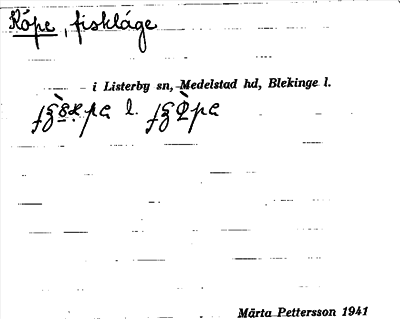 Köpe, fiskläge
i Listerby sn, Medelstad hd, Blekinge l.
l.
Märta Pettersson 1941